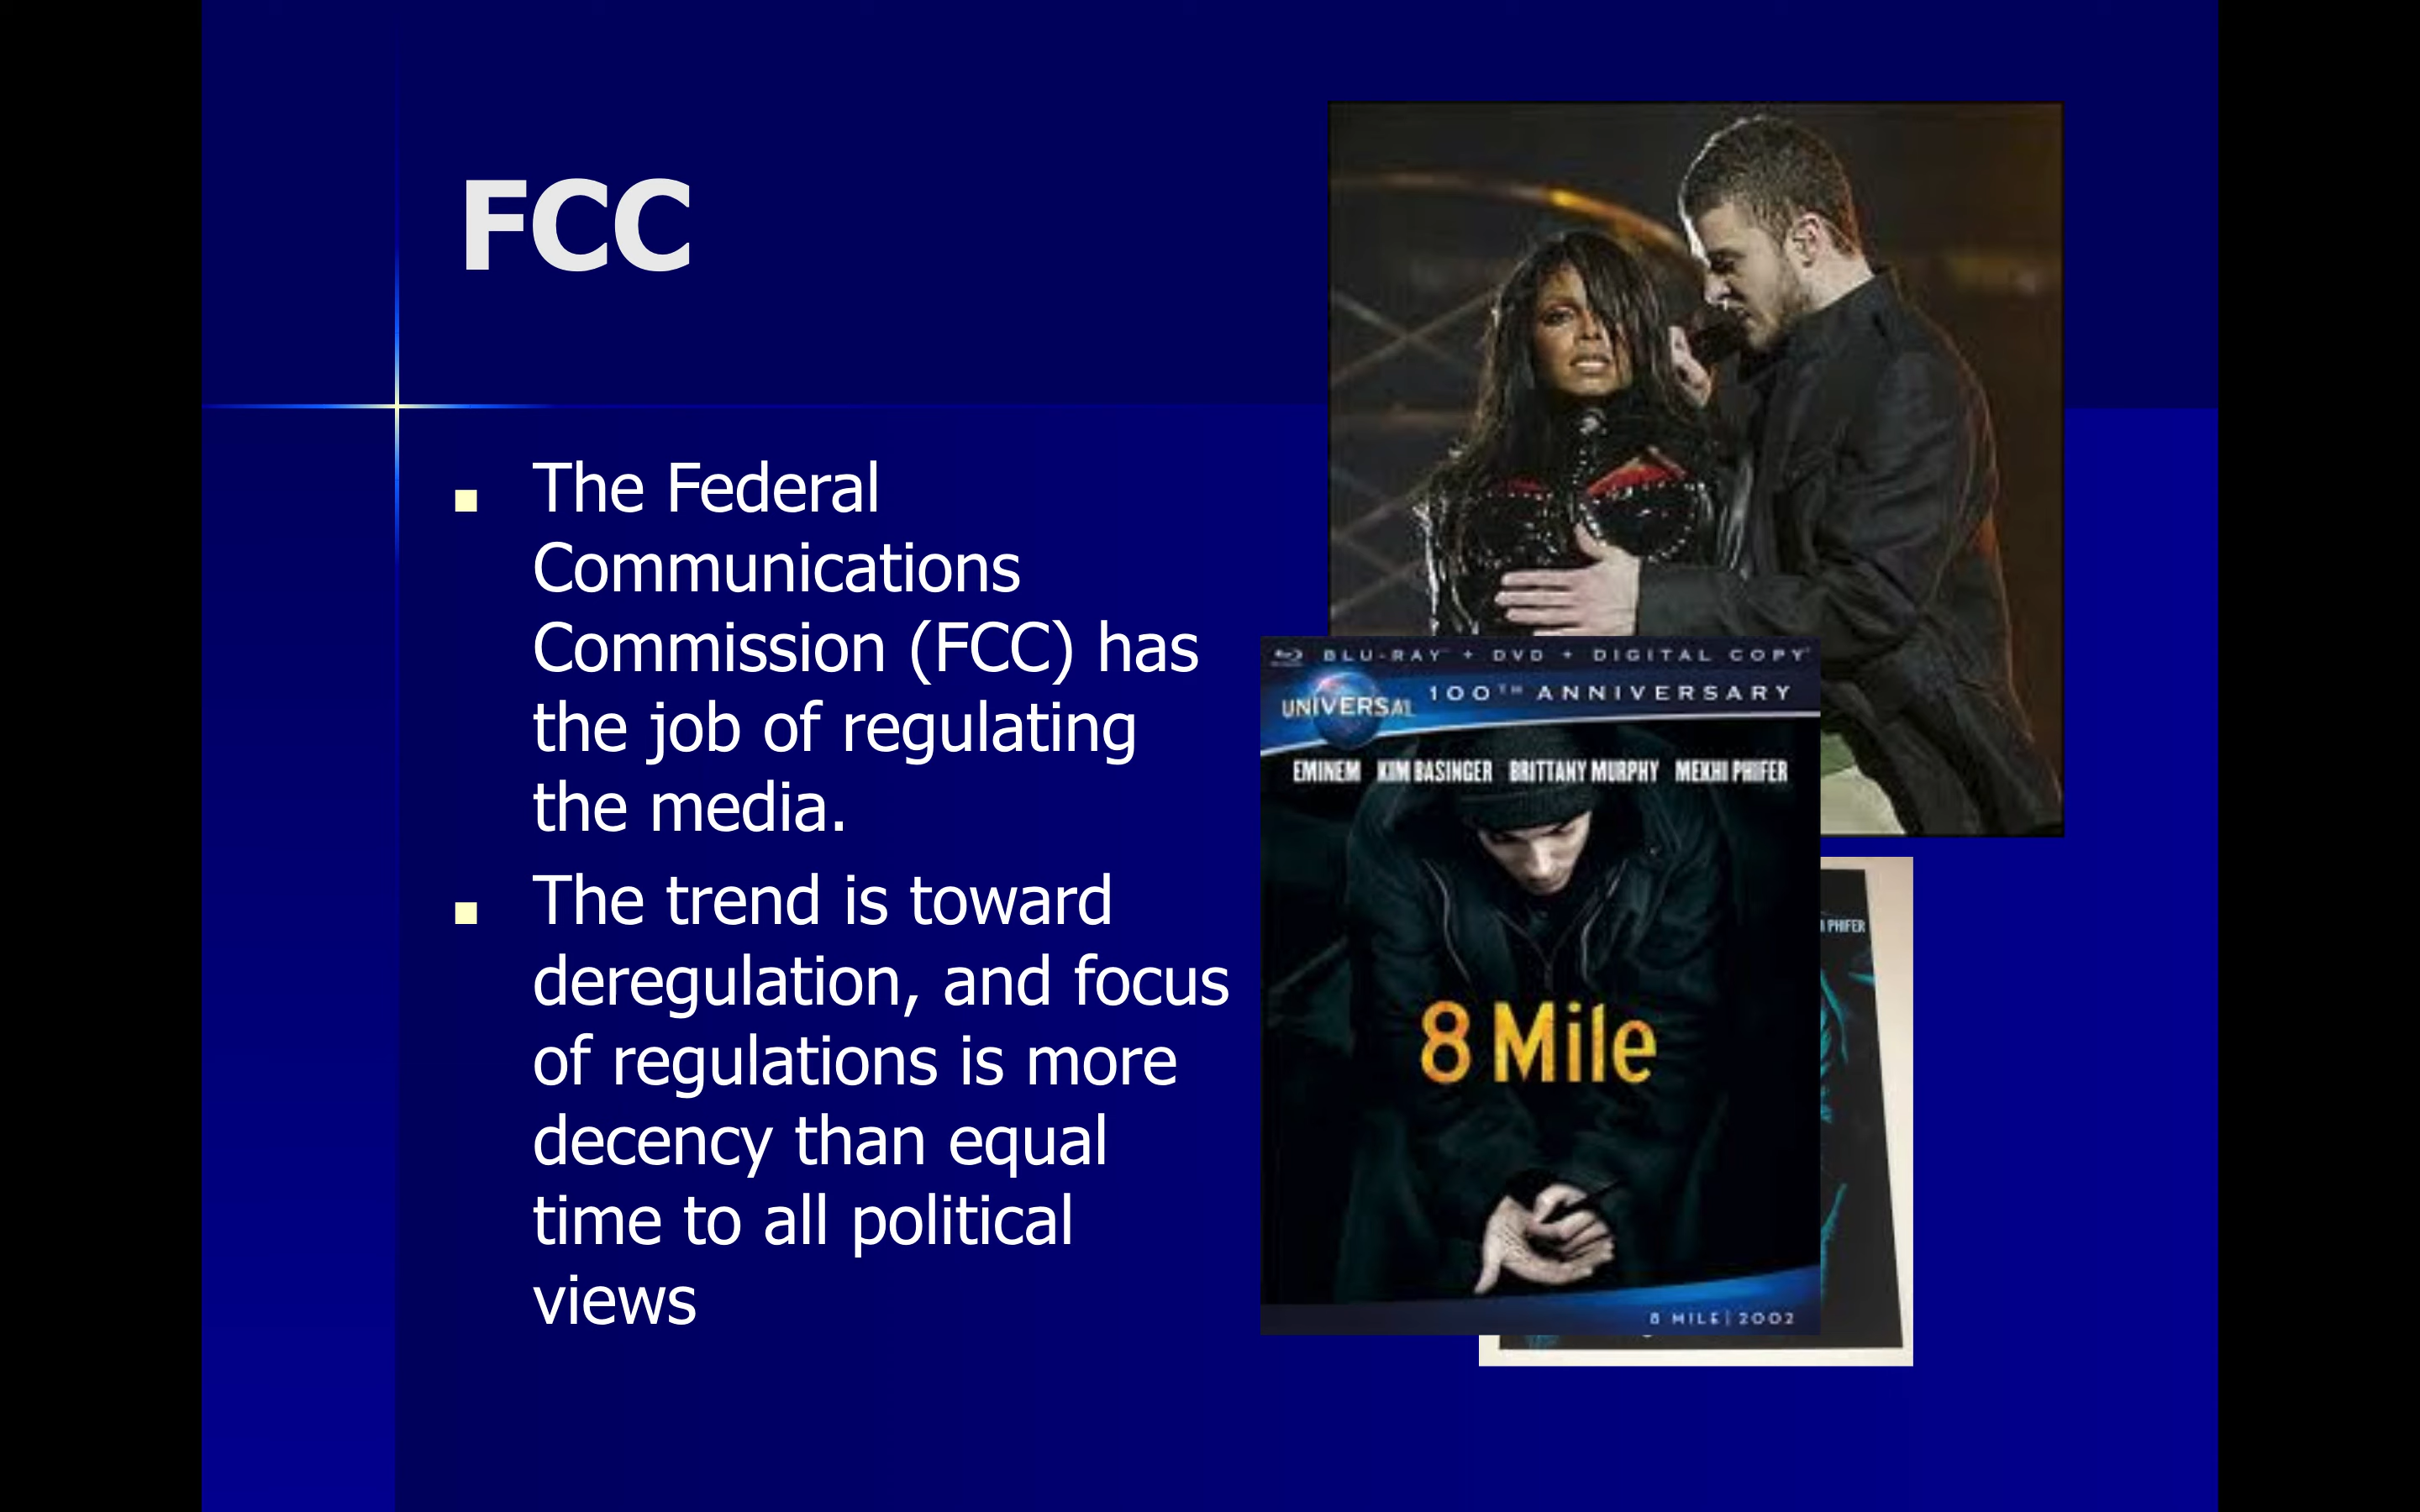 FCC
■ The Federal
Communications
Commission (FCC) has
the job of regulating
the media.
■ The trend is toward
deregulation, and focus
of regulations is more
decency than equal
time to all political
views
BLU-RAY + DVD + DIGITAL COPY
UNIVERSAL 100TH ANNIVERSARY
EMINEM KIM BASINGER BRITTANY MURPHY MEKHI PHIFER
8 Mile
8 MILE | 2002
PHIFER